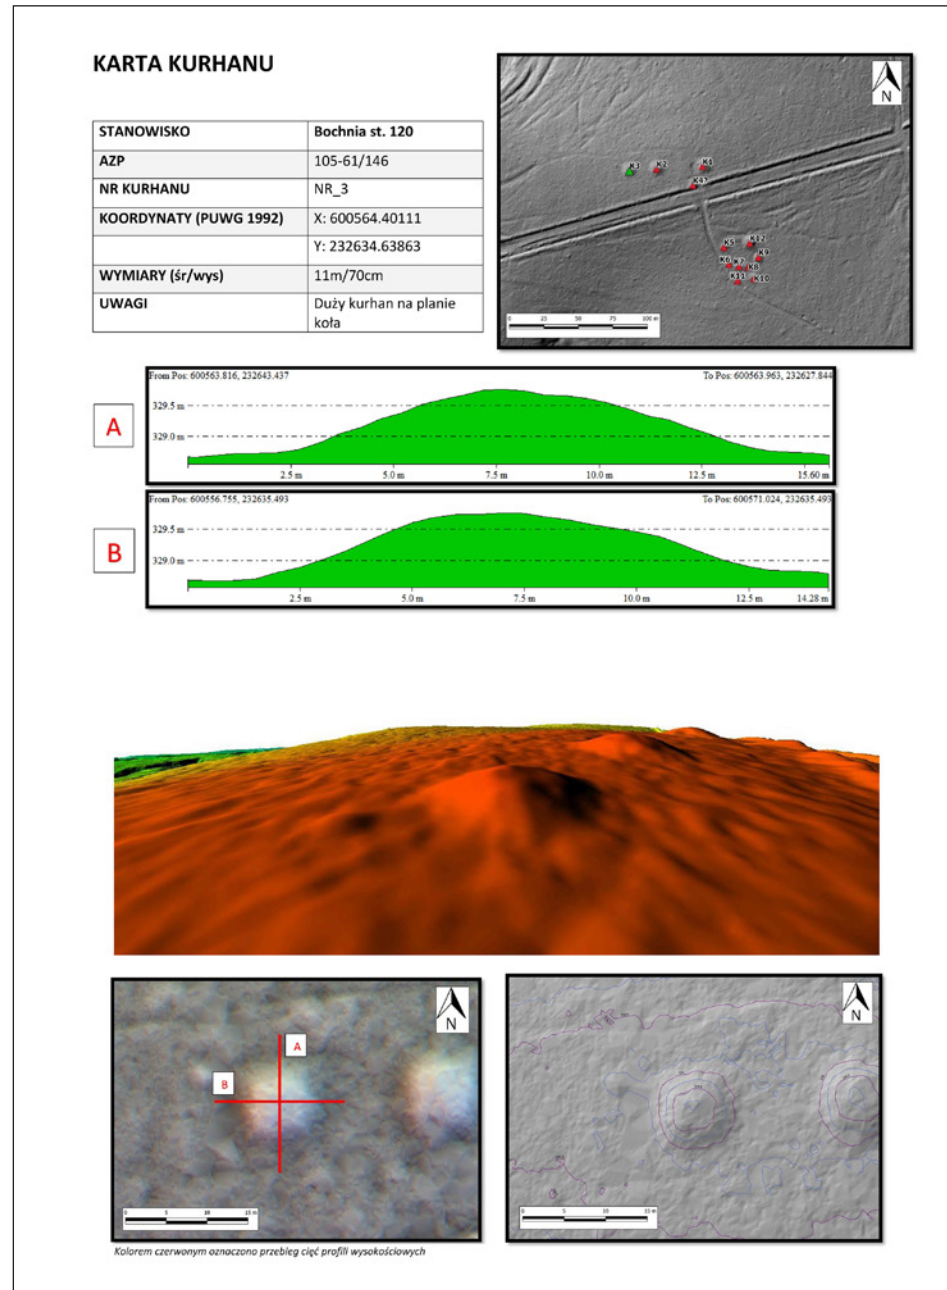 KARTA KURHANU
STANOWISKO Bochnia st. 120
AZP 105-61/146
NR KURHANU NR_3
KOORDYNATY (PUWG 1992) X: 600564.40111
Y: 232634.63863
WYMIARY (śr/wys) 11m/70cm
UWAGI Duży kurhan na planie
koła
N
K3 K2 K1
K4?
K5 K12
K9
K6 K7 K8
K11 K10
0 25 50 75 100 m
From Pos: 600563.816, 232643.437 To Pos: 600563.963, 232627.844
A
329.5 m
329.0 m
2.5 m 5.0 m 7.5 m 10.0 m 12.5 m 15.60 m
From Pos: 600556.755, 232635.493 To Pos: 600571.024, 232635.493
B
329.5 m
329.0 m
2.5 m 5.0 m 7.5 m 10.0 m 12.5 m 14.28 m
N
A
B
0 5 10 15 m
N
0 5 10 15 m
Kolorem czerwonym oznaczono przebieg cięć profili wysokościowych